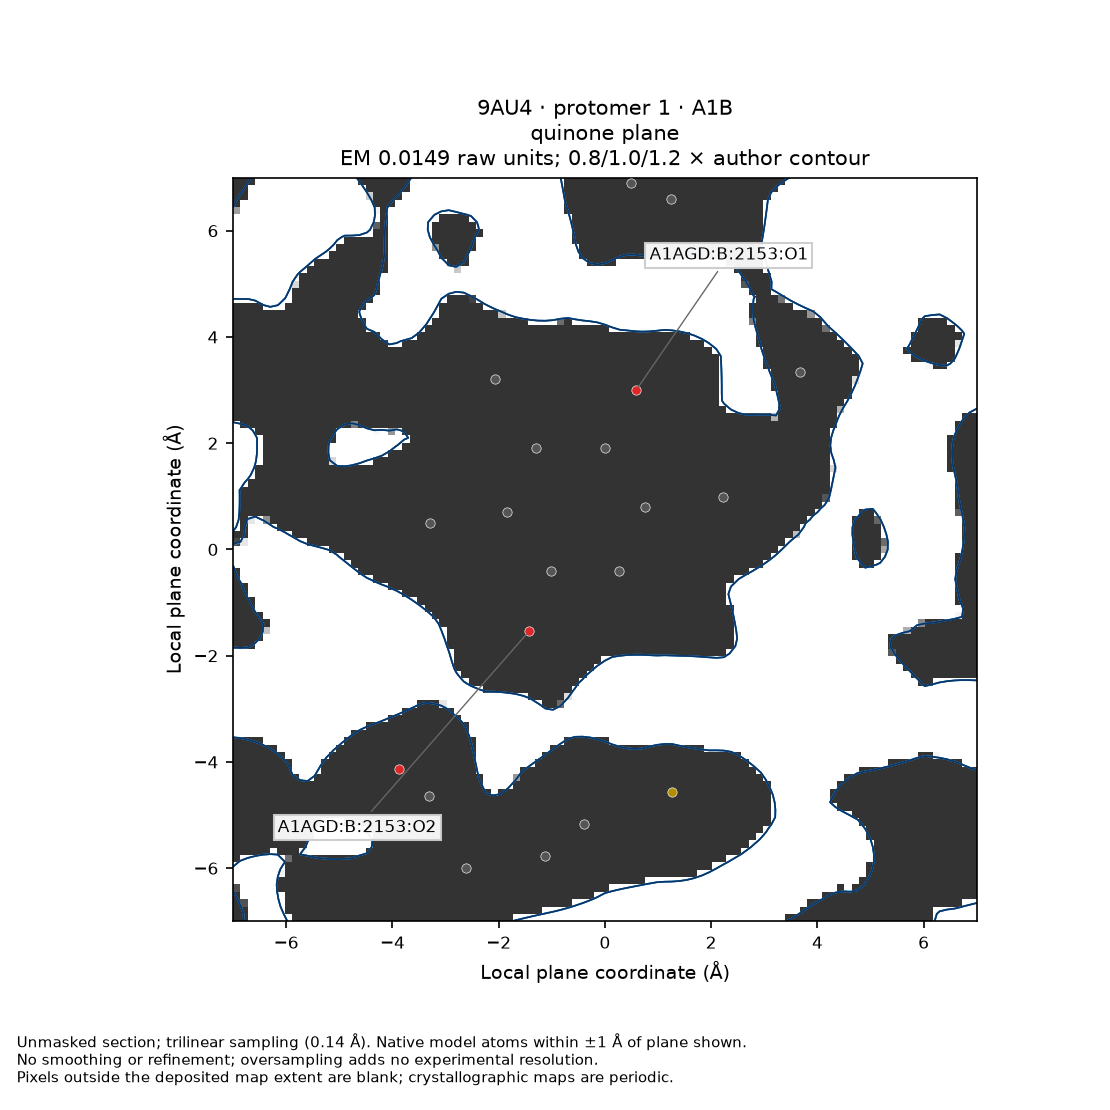 9AU4 · protomer 1 · A1B
quinone plane
EM 0.0149 raw units; 0.8/1.0/1.2 × author contour
A1AGD:B:2153:O1
A1AGD:B:2153:O2
6
4
2
0
−2
−4
−6
Local plane coordinate (Å)
−6 −4 −2 0 2 4 6
Local plane coordinate (Å)
Unmasked section; trilinear sampling (0.14 Å). Native model atoms within ±1 Å of plane shown.
No smoothing or refinement; oversampling adds no experimental resolution.
Pixels outside the deposited map extent are blank; crystallographic maps are periodic.